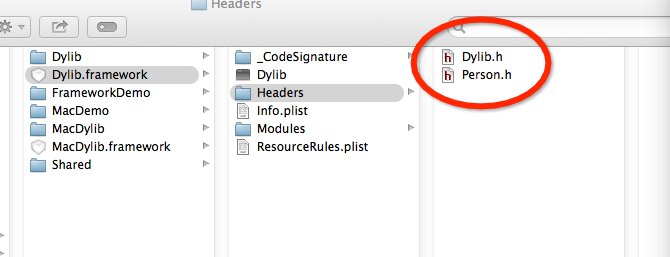 Headers
Dylib
Dylib.framework
FrameworkDemo
MacDemo
MacDylib
MacDylib.framework
Shared
_CodeSignature
Dylib
Headers
Info.plist
Modules
ResourceRules.plist
h Dylib.h
h Person.h